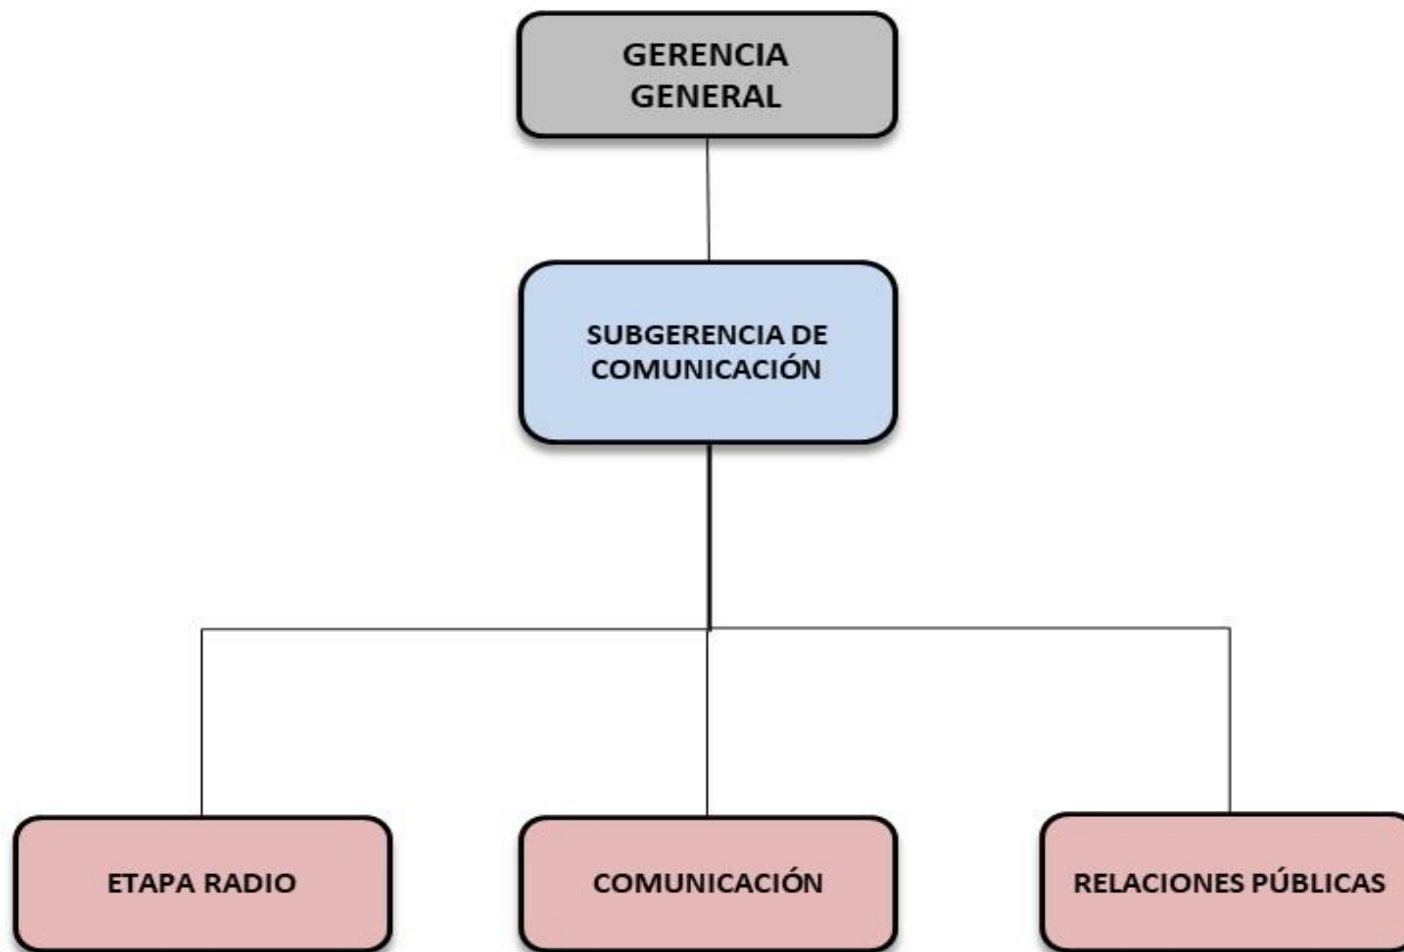 GERENCIA
GENERAL
SUBGERENCIA DE
COMUNICACIÓN
ETAPA RADIO
COMUNICACIÓN
RELACIONES PÚBLICAS